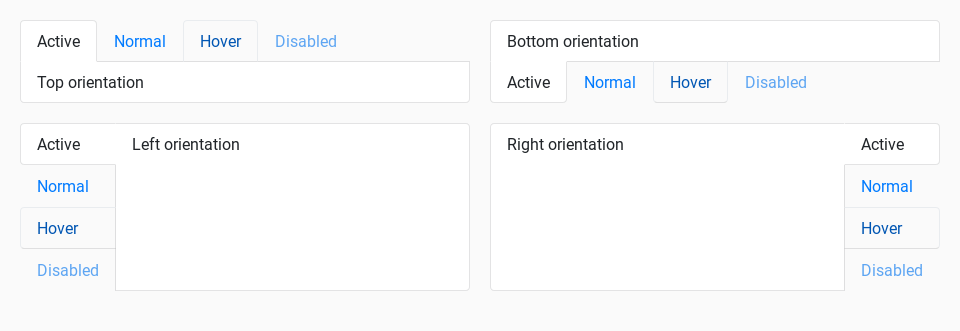 Active Normal Hover Disabled
Top orientation
Bottom orientation
Active Normal Hover Disabled
Active
Normal
Hover
Disabled
Left orientation
Right orientation
Active
Normal
Hover
Disabled